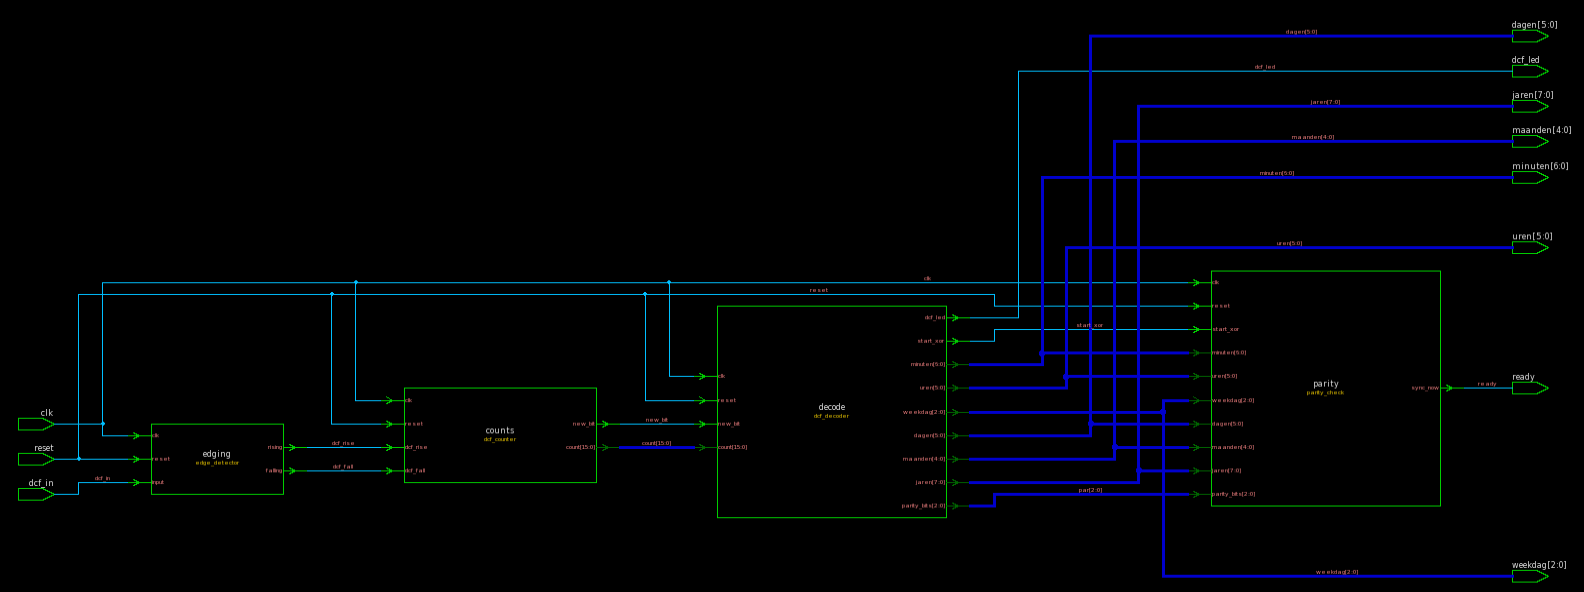 dagen[5:0]
dagen[5:0]
dcf_led
dcf_led
jaren[7:0]
jaren[7:0]
maanden[4:0]
maanden[4:0]
minuten[6:0]
minuten[6:0]
uren[5:0]
uren[5:0]
clk
reset
clk
reset
start_xor
minuten[6:0]
uren[5:0]
weekdag[2:0]
dagen[5:0]
maanden[4:0]
jaren[7:0]
parity_bits[2:0]
parity
parity_check
sync_now
ready
ready
dcf_led
start_xor
start_xor
minuten[6:0]
uren[5:0]
weekdag[2:0]
dagen[5:0]
maanden[4:0]
jaren[7:0]
parity_bits[2:0]
par[2:0]
clk
reset
new_bit
count[15:0]
decode
dcf_decoder
clk
reset
dcf_rise
dcf_fall
counts
dcf_counter
new_bit
count[15:0]
new_bit
count[15:0]
clk
reset
dcf_in
dcf_in
clk
reset
input
edging
edge_detector
rising
falling
dcf_rise
dcf_fall
weekdag[2:0]
weekdag[2:0]